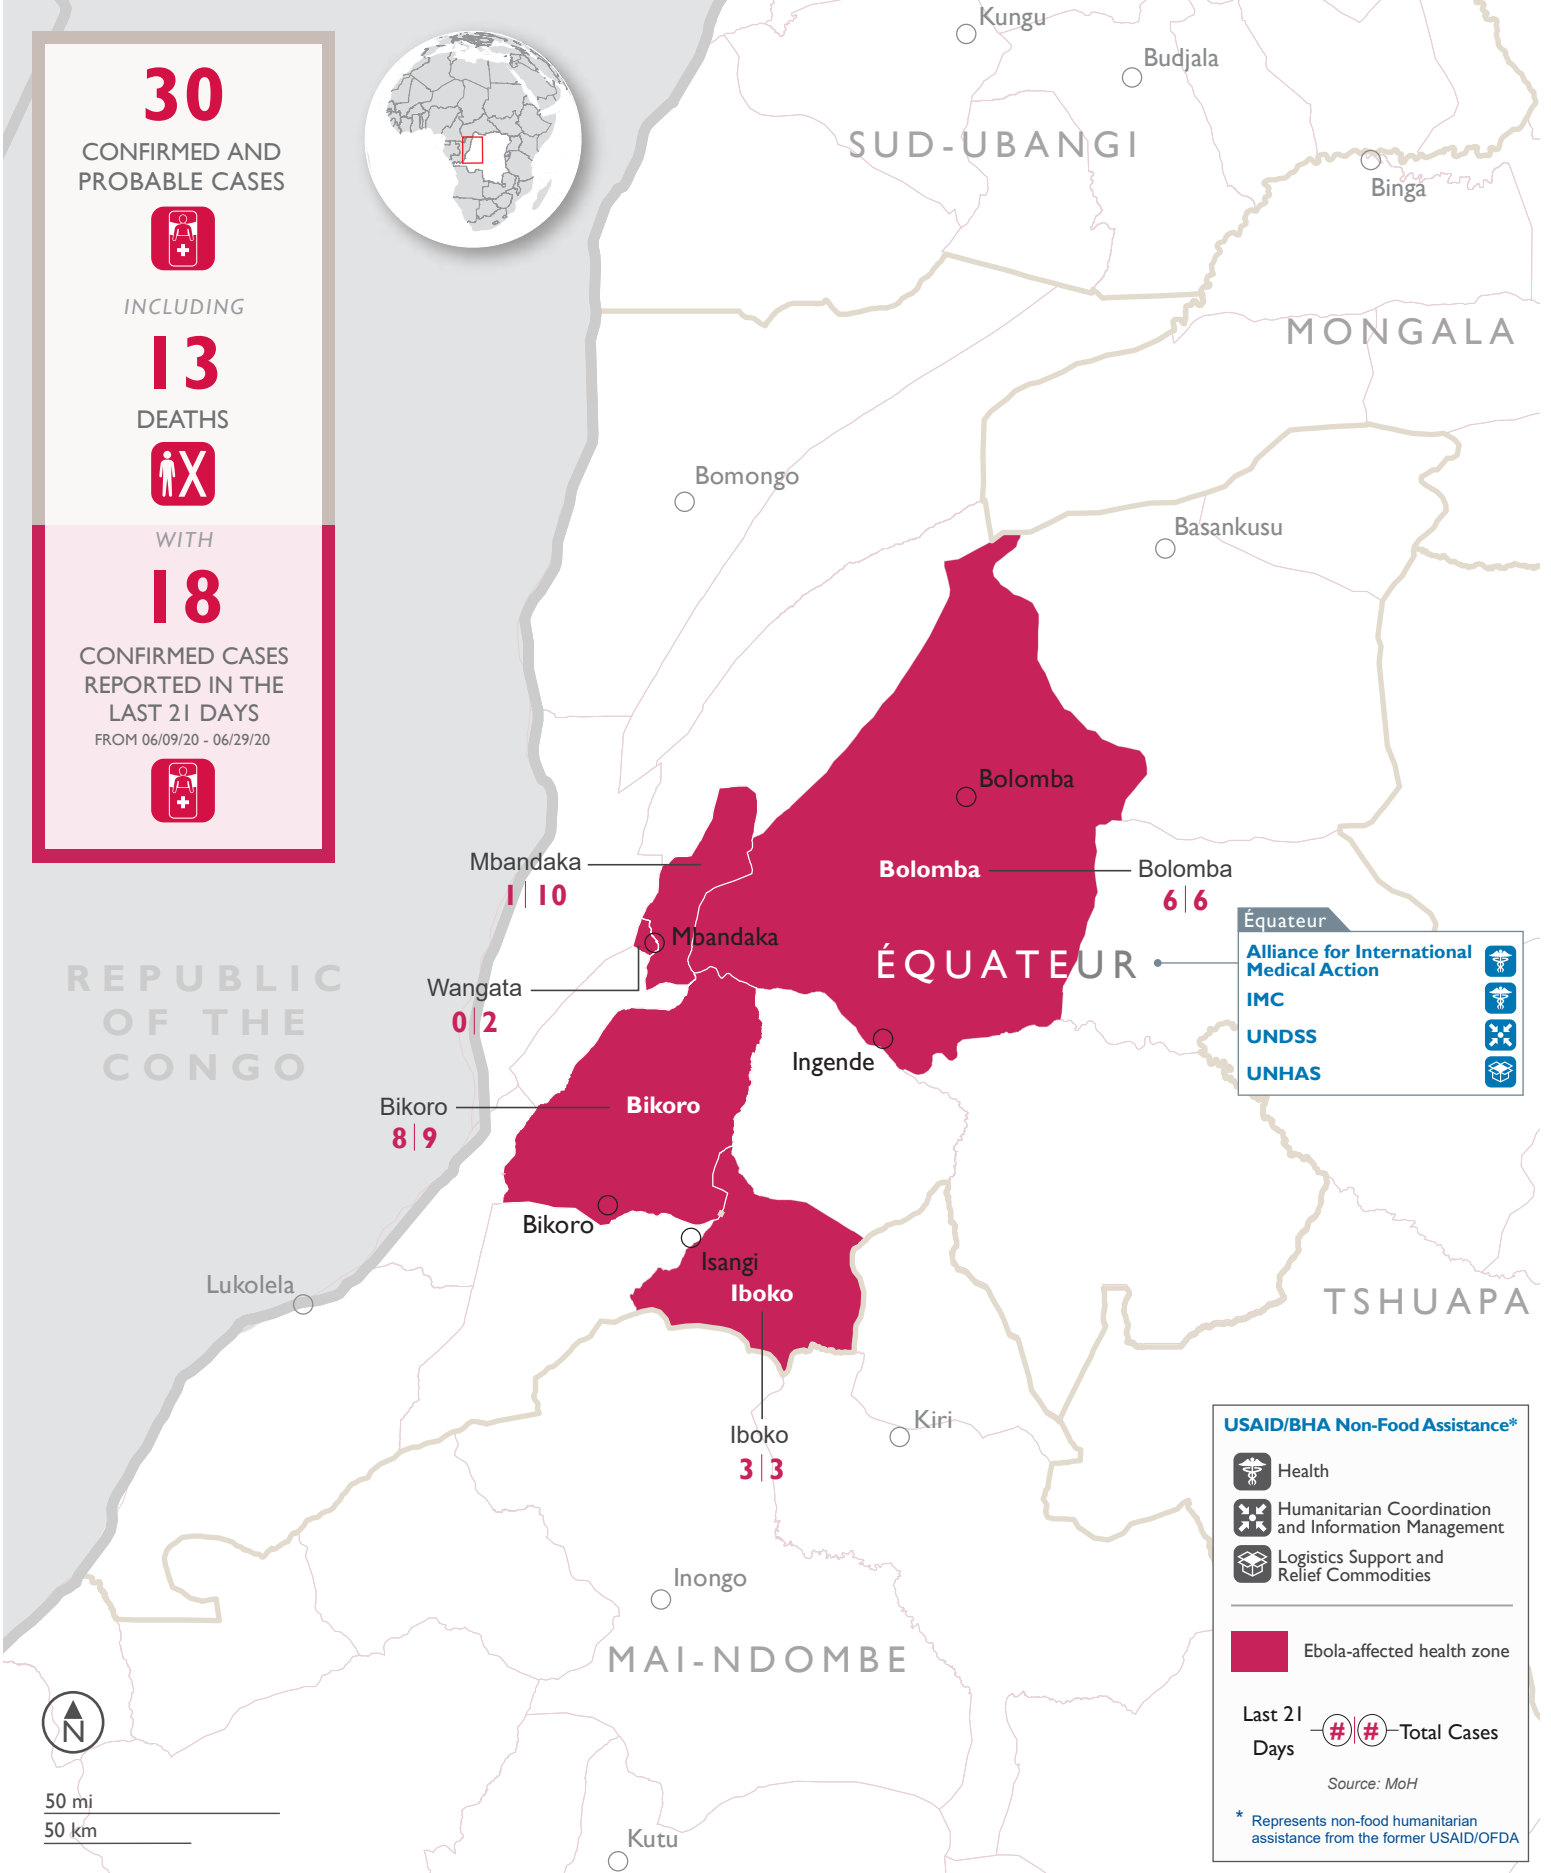 30
CONFIRMED AND
PROBABLE CASES
INCLUDING
13
DEATHS
WITH
18
CONFIRMED CASES
REPORTED IN THE
LAST 21 DAYS
FROM 06/09/20 - 06/29/20
Kungu
Budjala
SUD-UBANGI
Binga
MONGALA
Bomongo
Basankusu
Bolomba
Mbandaka
1 | 10
Bolomba
Bolomba
6 | 6
Mbandaka
ÉQUATEUR
Wangata
0 | 2
REPUBLIC
OF THE
CONGO
Équateur
Alliance for International
Medical Action
IMC
UNDSS
UNHAS
Ingende
Bikoro
8 | 9
Bikoro
Bikoro
Isangi
Iboko
Lukolela
TSHUAPA
Iboko
3 | 3
Kiri
Inongo
MAI-NDOMBE
Kutu
N
50 mi
50 km
USAID/BHA Non-Food Assistance*
Health
Humanitarian Coordination
and Information Management
Logistics Support and
Relief Commodities
Ebola-affected health zone
Last 21
Days
# | #
Total Cases
Source: MoH
* Represents non-food humanitarian
assistance from the former USAID/OFDA